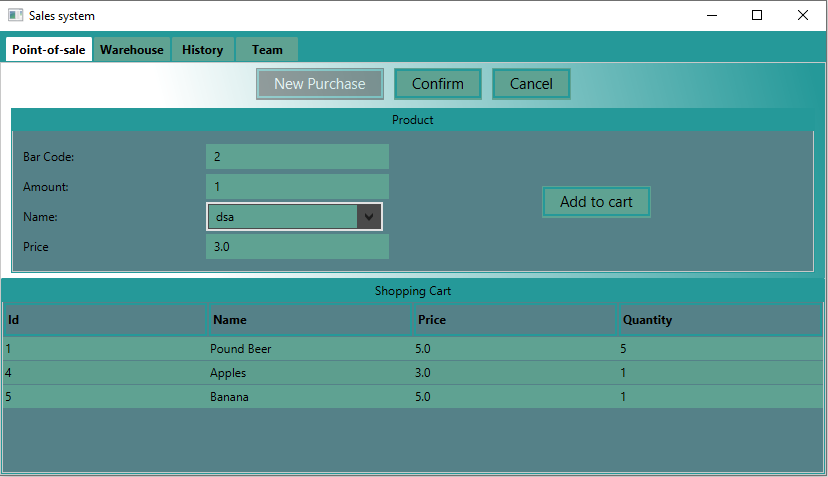 Sales system
Point-of-sale Warehouse History Team
New Purchase Confirm Cancel
Product
Bar Code: 2
Amount: 1
Name: dsa
Price 3.0
Add to cart
Shopping Cart
Id Name Price Quantity
1 Pound Beer 5.0 5
4 Apples 3.0 1
5 Banana 5.0 1